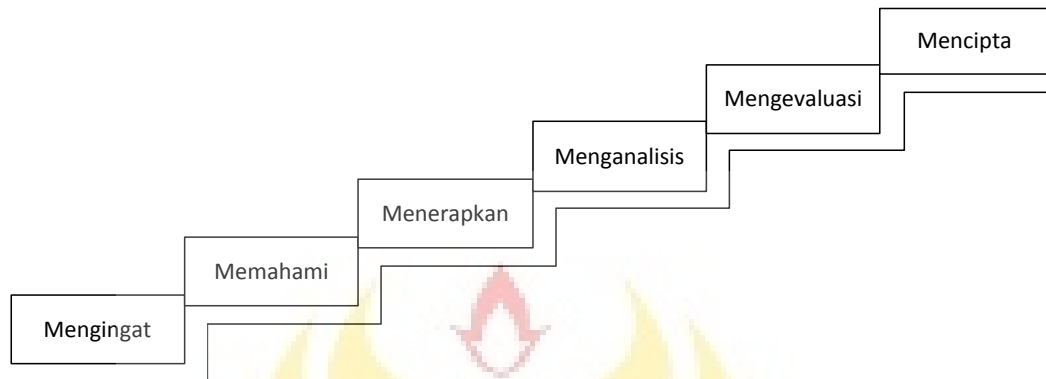 Mencipta
Mengevaluasi
Menganalisis
Menerapkan
Memahami
Mengingat